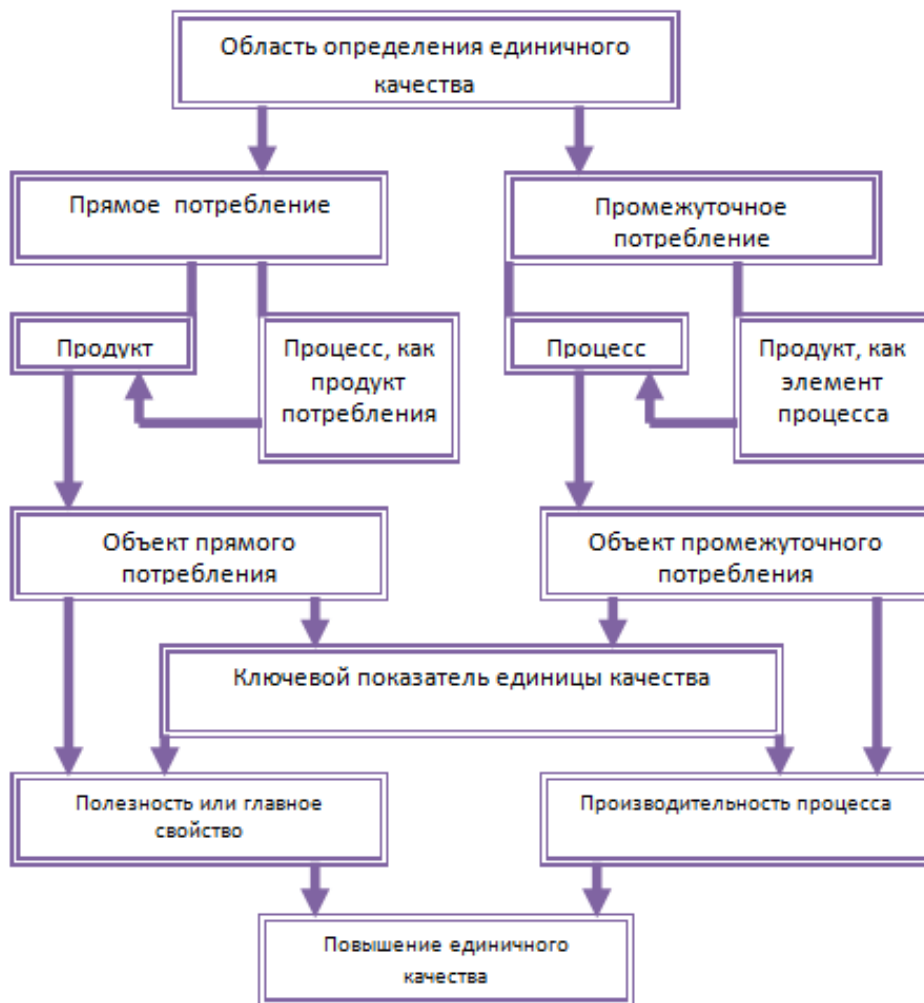 Область определения единичного
качества
Прямое потребление
Промежуточное
потребление
Продукт
Процесс, как
продукт
потребления
Процесс
Продукт, как
элемент
процесса
Объект прямого
потребления
Объект промежуточного
потребления
Ключевой показатель единицы качества
Полезность или главное
свойство
Производительность процесса
Повышение единичного
качества